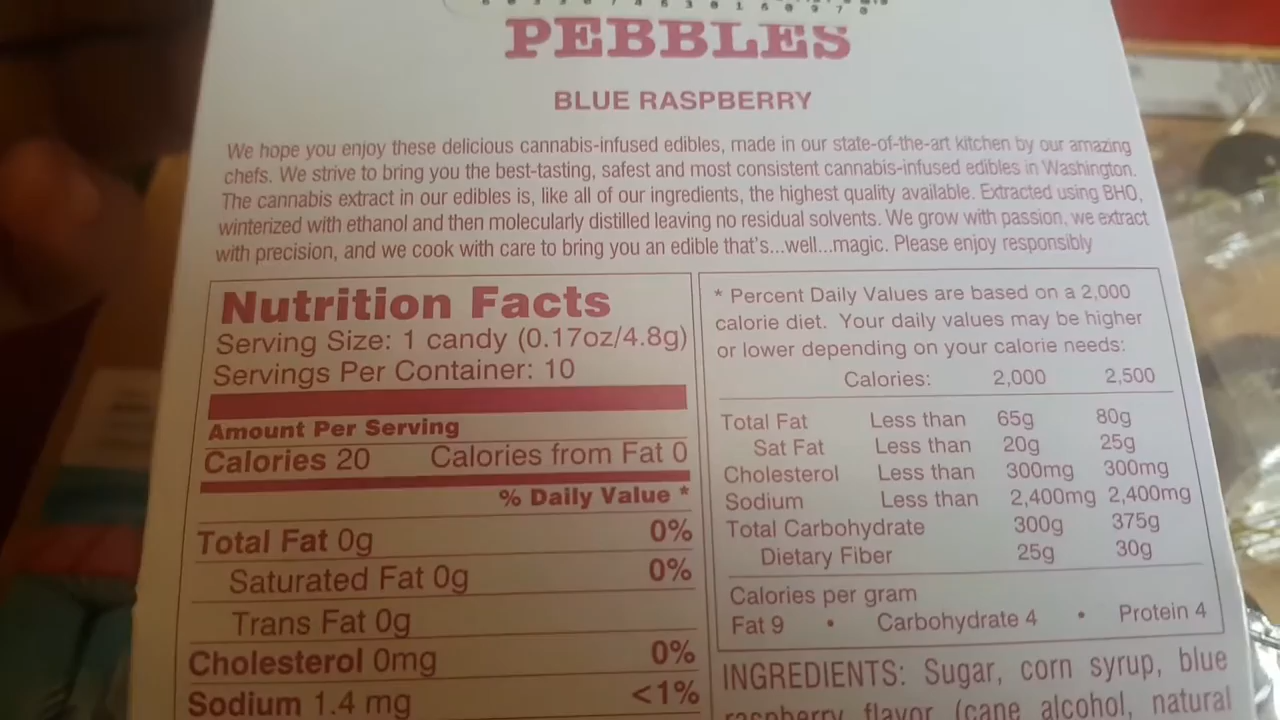 PEBBLES
BLUE RASPBERRY
We hope you enjoy these delicious cannabis-infused edibles, made in our state-of-the-art kitchen by our amazing
chefs. We strive to bring you the best-tasting, safest and most consistent cannabis-infused edibles in Washington.
The cannabis extract in our edibles is, like all of our ingredients, the highest quality available. Extracted using BHO,
winterized with ethanol and then molecularly distilled leaving no residual solvents. We grow with passion, we extract
with precision, and we cook with care to bring you an edible that's...well...magic. Please enjoy responsibly
Nutrition Facts
Serving Size: 1 candy (0.17oz/4.8g)
Servings Per Container: 10
Amount Per Serving
Calories 20 Calories from Fat 0
% Daily Value *
Total Fat 0g 0%
Saturated Fat 0g 0%
Trans Fat 0g
Cholesterol 0mg 0%
Sodium 1.4 mg <1%
* Percent Daily Values are based on a 2,000
calorie diet. Your daily values may be higher
or lower depending on your calorie needs:
Calories: 2,000 2,500
Total Fat Less than 65g 80g
Sat Fat Less than 20g 25g
Cholesterol Less than 300mg 300mg
Sodium Less than 2,400mg 2,400mg
Total Carbohydrate 300g 375g
Dietary Fiber 25g 30g
Calories per gram
Fat 9 • Carbohydrate 4 • Protein 4
INGREDIENTS: Sugar, corn syrup, blue
raspberry flavor (cane alcohol, natural